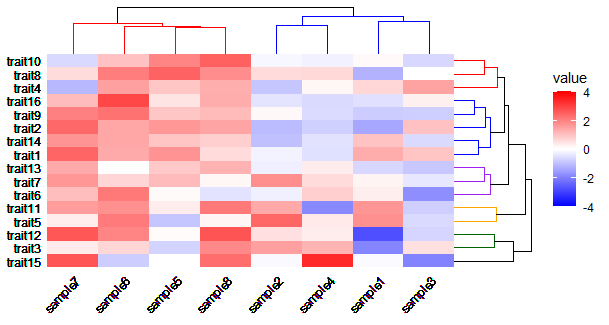 trait10
trait8
trait4
trait16
trait9
trait2
trait14
trait1
trait13
trait7
trait6
trait11
trait5
trait12
trait3
trait15
sample7
sample6
sample5
sample8
sample2
sample4
sample1
sample3
value
4
2
0
-2
-4